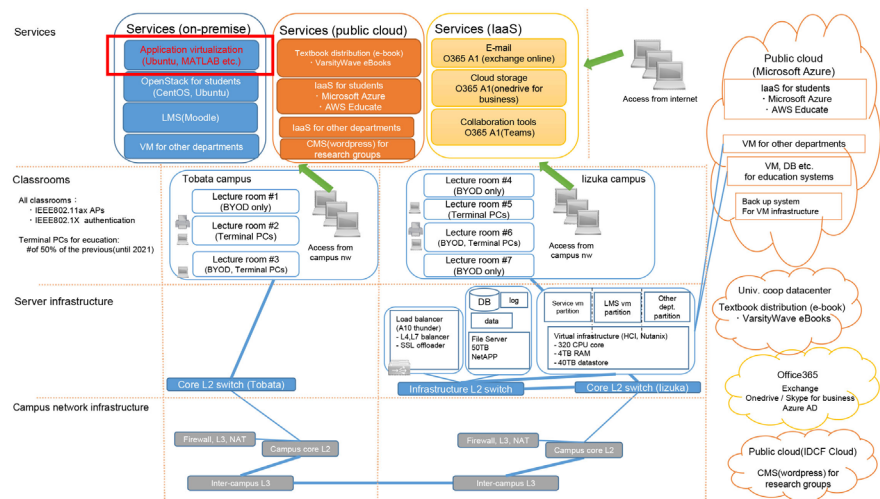 Services
Services (on-premise)
Application virtualization
(Ubuntu, MATLAB etc.)
OpenStack for students
(CentOS, Ubuntu)
LMS(Moodle)
VM for other departments
Services (public cloud)
Textbook distribution (e-book)
・VarsityWave eBooks
IaaS for students
・Microsoft Azure
・AWS Educate
IaaS for other departments
CMS(wordpress) for
research groups
Services (IaaS)
E-mail
O365 A1 (exchange online)
Cloud storage
O365 A1(onedrive for
business)
Collaboration tools
O365 A1(Teams)
Access from internet
Public cloud
(Microsoft Azure)
IaaS for students
・Microsoft Azure
・AWS Educate
VM for other departments
VM, DB etc.
for education systems
Back up system
For VM infrastructure
Classrooms
All classrooms :
・IEEE802.11ax APs
・IEEE802.1X authentication
Terminal PCs for ecucation:
#of 50% of the previous(until 2021)
Tobata campus
Lecture room #1
(BYOD only)
Lecture room #2
(Terminal PCs)
Lecture room #3
(BYOD, Terminal PCs)
Access from
campus nw
Iizuka campus
Lecture room #4
(BYOD only)
Lecture room #5
(Terminal PCs)
Lecture room #6
(BYOD, Terminal PCs)
Lecture room #7
(BYOD only)
Access from
campus nw
Server infrastructure
Load balancer
(A10 thunder)
- L4,L7 balancer
- SSL offloader
DB
log
data
File Server
50TB
NetAPP
Service vm
partition
LMS vm
partition
Other
dept.
partition
Virtual infrastructure (HCI, Nutanix)
- 320 CPU core
- 4TB RAM
- 40TB datastore
Core L2 switch (Tobata)
Infrastructure L2 switch
Core L2 switch (Iizuka)
Univ. coop datacenter
Textbook distribution (e-book)
・VarsityWave eBooks
Office365
Exchange
Onedrive / Skype for business
Azure AD
Public cloud(IDCF Cloud)
CMS(wordpress) for
research groups
Campus network infrastructure
Firewall, L3, NAT
Campus core L2
Inter-campus L3
Firewall, L3, NAT
Campus core L2
Inter-campus L3